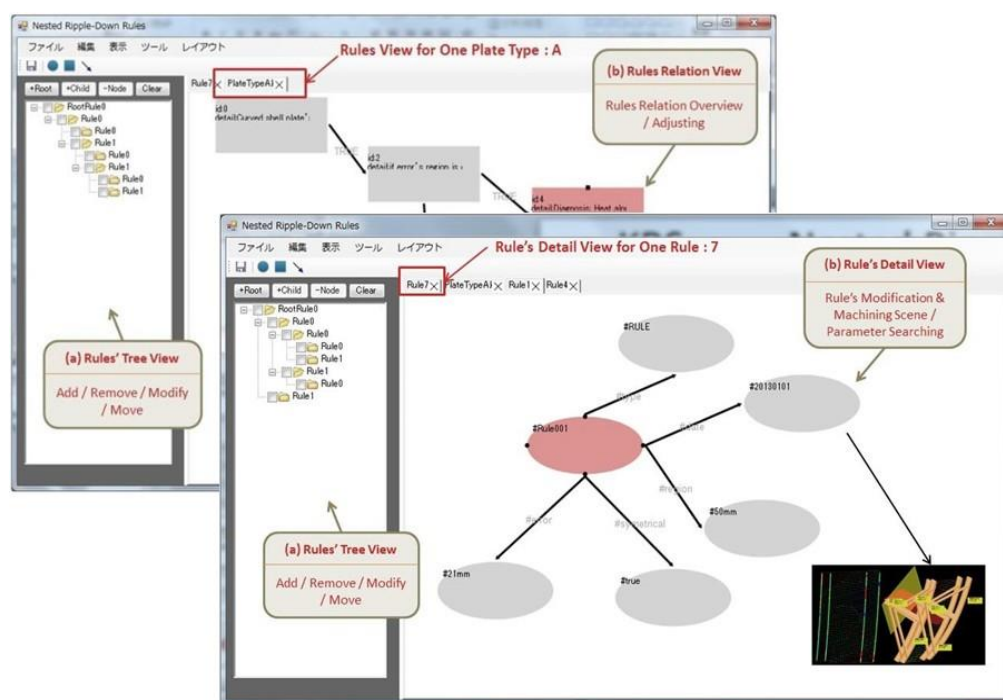 Nested Ripple-Down Rules
ファイル 編集 表示 ツール レイアウト
Rules View for One Plate Type : A
+Root +Child -Node Clear
Rule7 PlateTypeA
RootRule0
Rule0
Rule0
Rule1
Rule0
Rule1
Rule0
Rule1
id:0
detail:Curved shell plate
TRUE
id:2
detail:if error's region is
TRUE
id:4
detail:Diagnosis: Heat
(b) Rules Relation View
Rules Relation Overview
/ Adjusting
(a) Rules' Tree View
Add / Remove / Modify
/ Move
Nested Ripple-Down Rules
ファイル 編集 表示 ツール レイアウト
Rule's Detail View for One Rule : 7
+Root +Child -Node Clear
Rule7 PlateTypeA Rule1 Rule4
RootRule0
Rule0
Rule0
Rule0
Rule1
Rule1
Rule0
Rule1
(b) Rule's Detail View
Rule's Modification &
Machining Scene /
Parameter Searching
#RULE
#type
#20130101
#date
#Rule001
#region
#50mm
#error
#symetrical
#21mm
#true
(a) Rules' Tree View
Add / Remove / Modify
/ Move